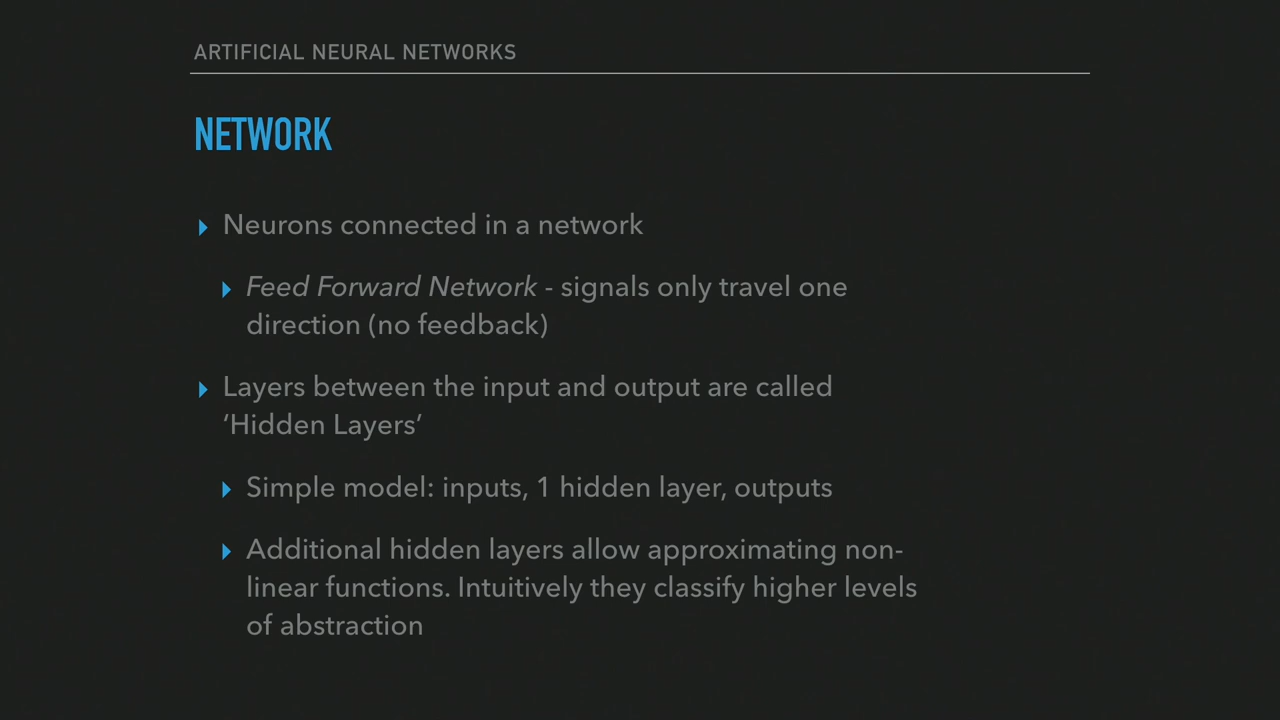 ARTIFICIAL NEURAL NETWORKS
NETWORK
Neurons connected in a network
Feed Forward Network - signals only travel one
direction (no feedback)
Layers between the input and output are called
‘Hidden Layers’
Simple model: inputs, 1 hidden layer, outputs
Additional hidden layers allow approximating non-
linear functions. Intuitively they classify higher levels
of abstraction